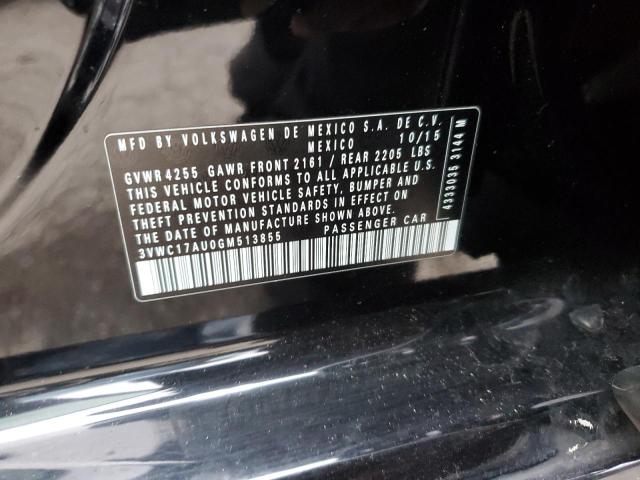 MFD BY VOLKSWAGEN DE MEXICO S.A. DE C.V.
MEXICO 10/15
GVWR 4255 GAWR FRONT 2161 / REAR 2205 LBS
THIS VEHICLE CONFORMS TO ALL APPLICABLE U.S.
FEDERAL MOTOR VEHICLE SAFETY, BUMPER AND
THEFT PREVENTION STANDARDS IN EFFECT ON
THE DATE OF MANUFACTURE SHOWN ABOVE.
3VWC17AU0GM513855 PASSENGER CAR
4333035 3144 M